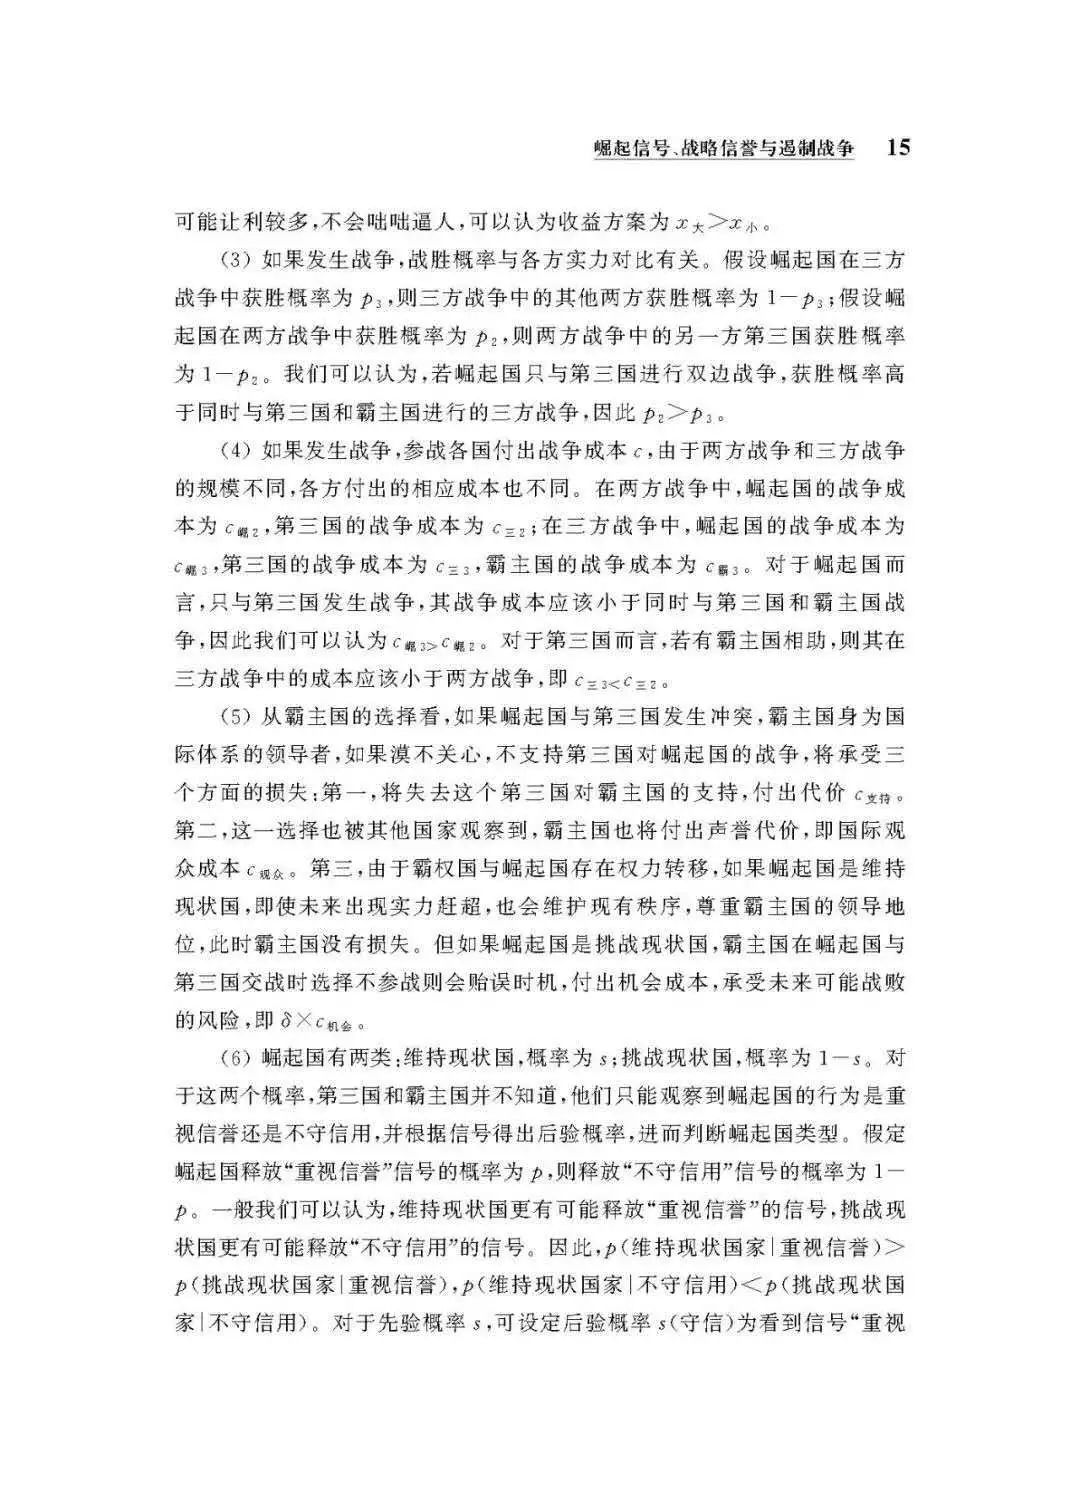 崛起信号、战略信誉与遏制战争 15
可能让利较多,不会咄咄逼人,可以认为收益方案为 x大＞x小。
(3) 如果发生战争,战胜概率与各方实力对比有关。假设崛起国在三方
战争中获胜概率为 p3,则三方战争中的其他两方获胜概率为 1－p3;假设崛
起国在两方战争中获胜概率为 p2,则两方战争中的另一方第三国获胜概率
为 1－p2。我们可以认为,若崛起国只与第三国进行双边战争,获胜概率高
于同时与第三国和霸主国进行的三方战争,因此 p2＞p3。
(4) 如果发生战争,参战各国付出战争成本 c,由于两方战争和三方战争
的规模不同,各方付出的相应成本也不同。在两方战争中,崛起国的战争成
本为 c崛2,第三国的战争成本为 c三2;在三方战争中,崛起国的战争成本为
c崛3,第三国的战争成本为 c三3,霸主国的战争成本为 c霸3。对于崛起国而
言,只与第三国发生战争,其战争成本应该小于同时与第三国和霸主国战
争,因此我们可以认为 c崛3>c崛2。对于第三国而言,若有霸主国相助,则其在
三方战争中的成本应该小于两方战争,即 c三3<c三2。
(5) 从霸主国的选择看,如果崛起国与第三国发生冲突,霸主国身为国
际体系的领导者,如果漠不关心,不支持第三国对崛起国的战争,将承受三
个方面的损失:第一,将失去这个第三国对霸主国的支持,付出代价 c支持。
第二,这一选择也被其他国家观察到,霸主国也将付出声誉代价,即国际观
众成本 c观众。第三,由于霸权国与崛起国存在权力转移,如果崛起国是维持
现状国,即使未来出现实力赶超,也会维护现有秩序,尊重霸主国的领导地
位,此时霸主国没有损失。但如果崛起国是挑战现状国,霸主国在崛起国与
第三国交战时选择不参战则会贻误时机,付出机会成本,承受未来可能战败
的风险,即 δ×c机会。
(6) 崛起国有两类:维持现状国,概率为 s;挑战现状国,概率为 1－s。对
于这两个概率,第三国和霸主国并不知道,他们只能观察到崛起国的行为是重
视信誉还是不守信用,并根据信号得出后验概率,进而判断崛起国类型。假定
崛起国释放“重视信誉”信号的概率为 p,则释放“不守信用”信号的概率为 1－
p。一般我们可以认为,维持现状国更有可能释放“重视信誉”的信号,挑战现
状国更有可能释放“不守信用”的信号。因此,p(维持现状国家|重视信誉)＞
p(挑战现状国家|重视信誉),p(维持现状国家|不守信用)＜p(挑战现状国
家|不守信用)。对于先验概率 s,可设定后验概率 s(守信)为看到信号“重视